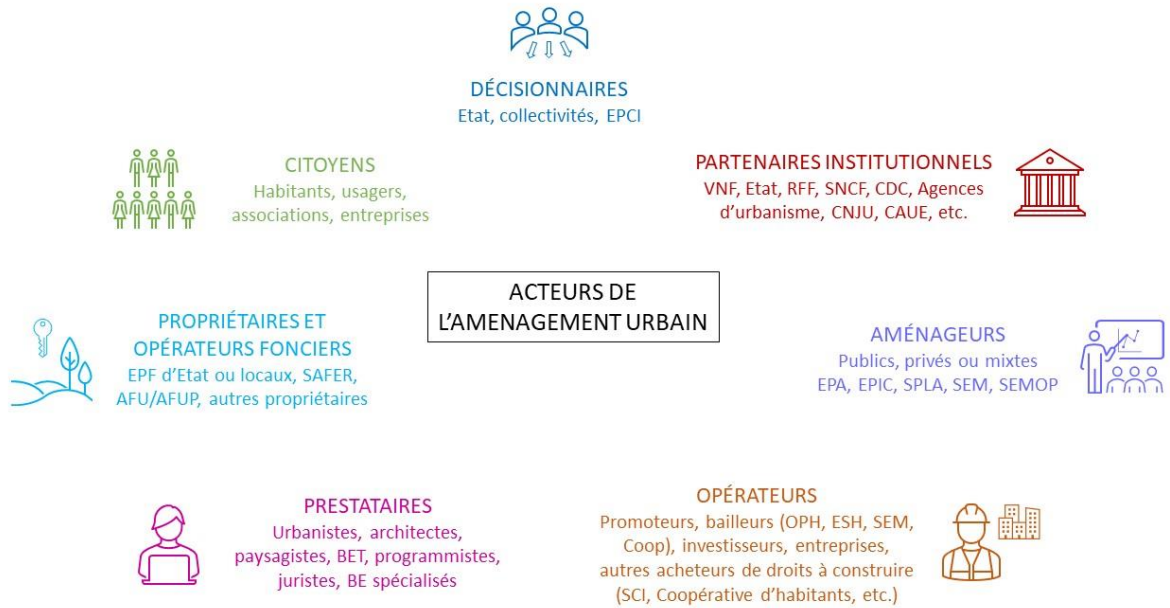 DÉCISIONNAIRES
Etat, collectivités, EPCI
CITOYENS
Habitants, usagers,
associations, entreprises
PARTENAIRES INSTITUTIONNELS
VNF, Etat, RFF, SNCF, CDC, Agences
d’urbanisme, CNJU, CAUE, etc.
ACTEURS DE
L’AMENAGEMENT URBAIN
PROPRIÉTAIRES ET
OPÉRATEURS FONCIERS
EPF d’Etat ou locaux, SAFER,
AFU/AFUP, autres propriétaires
AMÉNAGEURS
Publics, privés ou mixtes
EPA, EPIC, SPLA, SEM, SEMOP
PRESTATAIRES
Urbanistes, architectes,
paysagistes, BET, programmistes,
juristes, BE spécialisés
OPÉRATEURS
Promoteurs, bailleurs (OPH, ESH, SEM,
Coop), investisseurs, entreprises,
autres acheteurs de droits à construire
(SCI, Coopérative d’habitants, etc.)